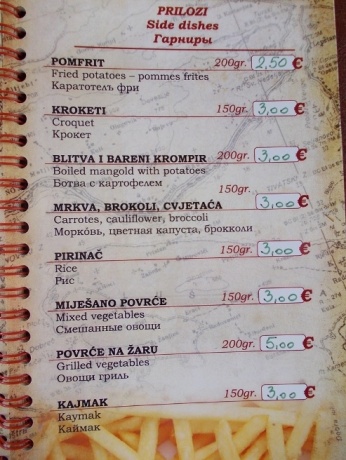 PRILOZI
Side dishes
Гарниры
POMFRIT 200gr. 2,50 €
Fried potatoes – pommes frites
Каратотель фри
KROKETI 150gr. 3,00 €
Croquet
Крокет
BLITVA I BARENI KROMPIR 200gr. 3,00 €
Boiled mangold with potatoes
Ботва с картофелем
MRKVA, BROKOLI, CVJETAĆA 150gr. 3,00 €
Carrotes, cauliflower, broccoli
Морковь, цветная капуста, брокколи
PIRINAČ 150gr. 3,00 €
Rice
Рис
MIJEŠANO POVRĆE 150gr. 3,00 €
Mixed vegetables
Смешанные овощи
POVRĆE NA ŽARU 200gr. 5,00 €
Grilled vegetables
Овощи гриль
KAJMAK 150gr. 3,00 €
Kaymak
Каймак